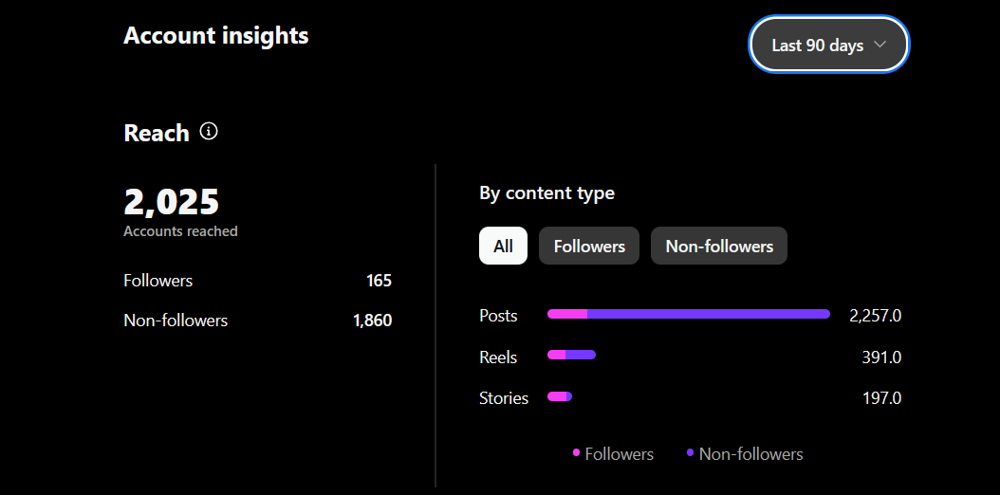 Account insights
Last 90 days
Reach
2,025
Accounts reached
Followers 165
Non-followers 1,860
By content type
All Followers Non-followers
Posts 2,257.0
Reels 391.0
Stories 197.0
Followers Non-followers